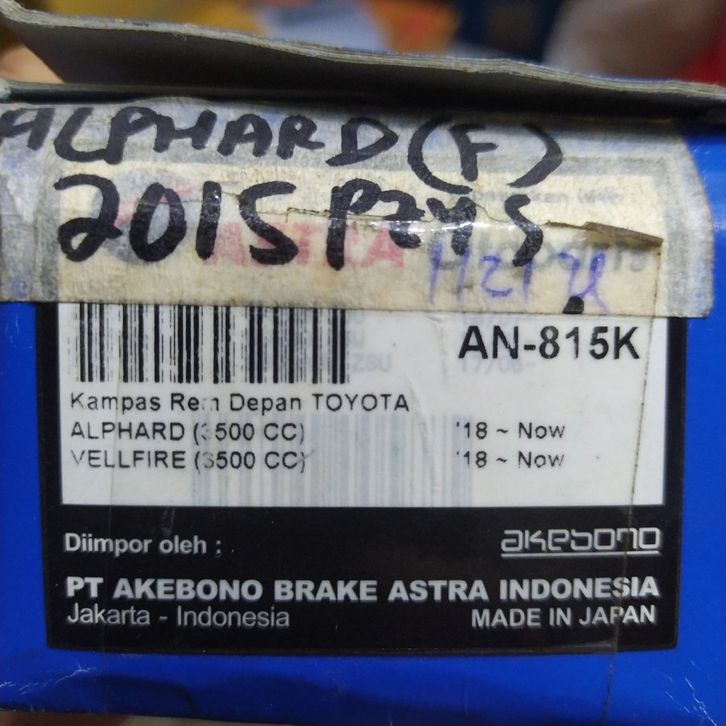 ALPHARD (F)
2015
ASTRA
AN-815K
Kampas Rem Depan TOYOTA
ALPHARD (3500 CC) '18 ~ Now
VELLFIRE (3500 CC) '18 ~ Now
Diimpor oleh : akebono
PT AKEBONO BRAKE ASTRA INDONESIA
Jakarta - Indonesia MADE IN JAPAN